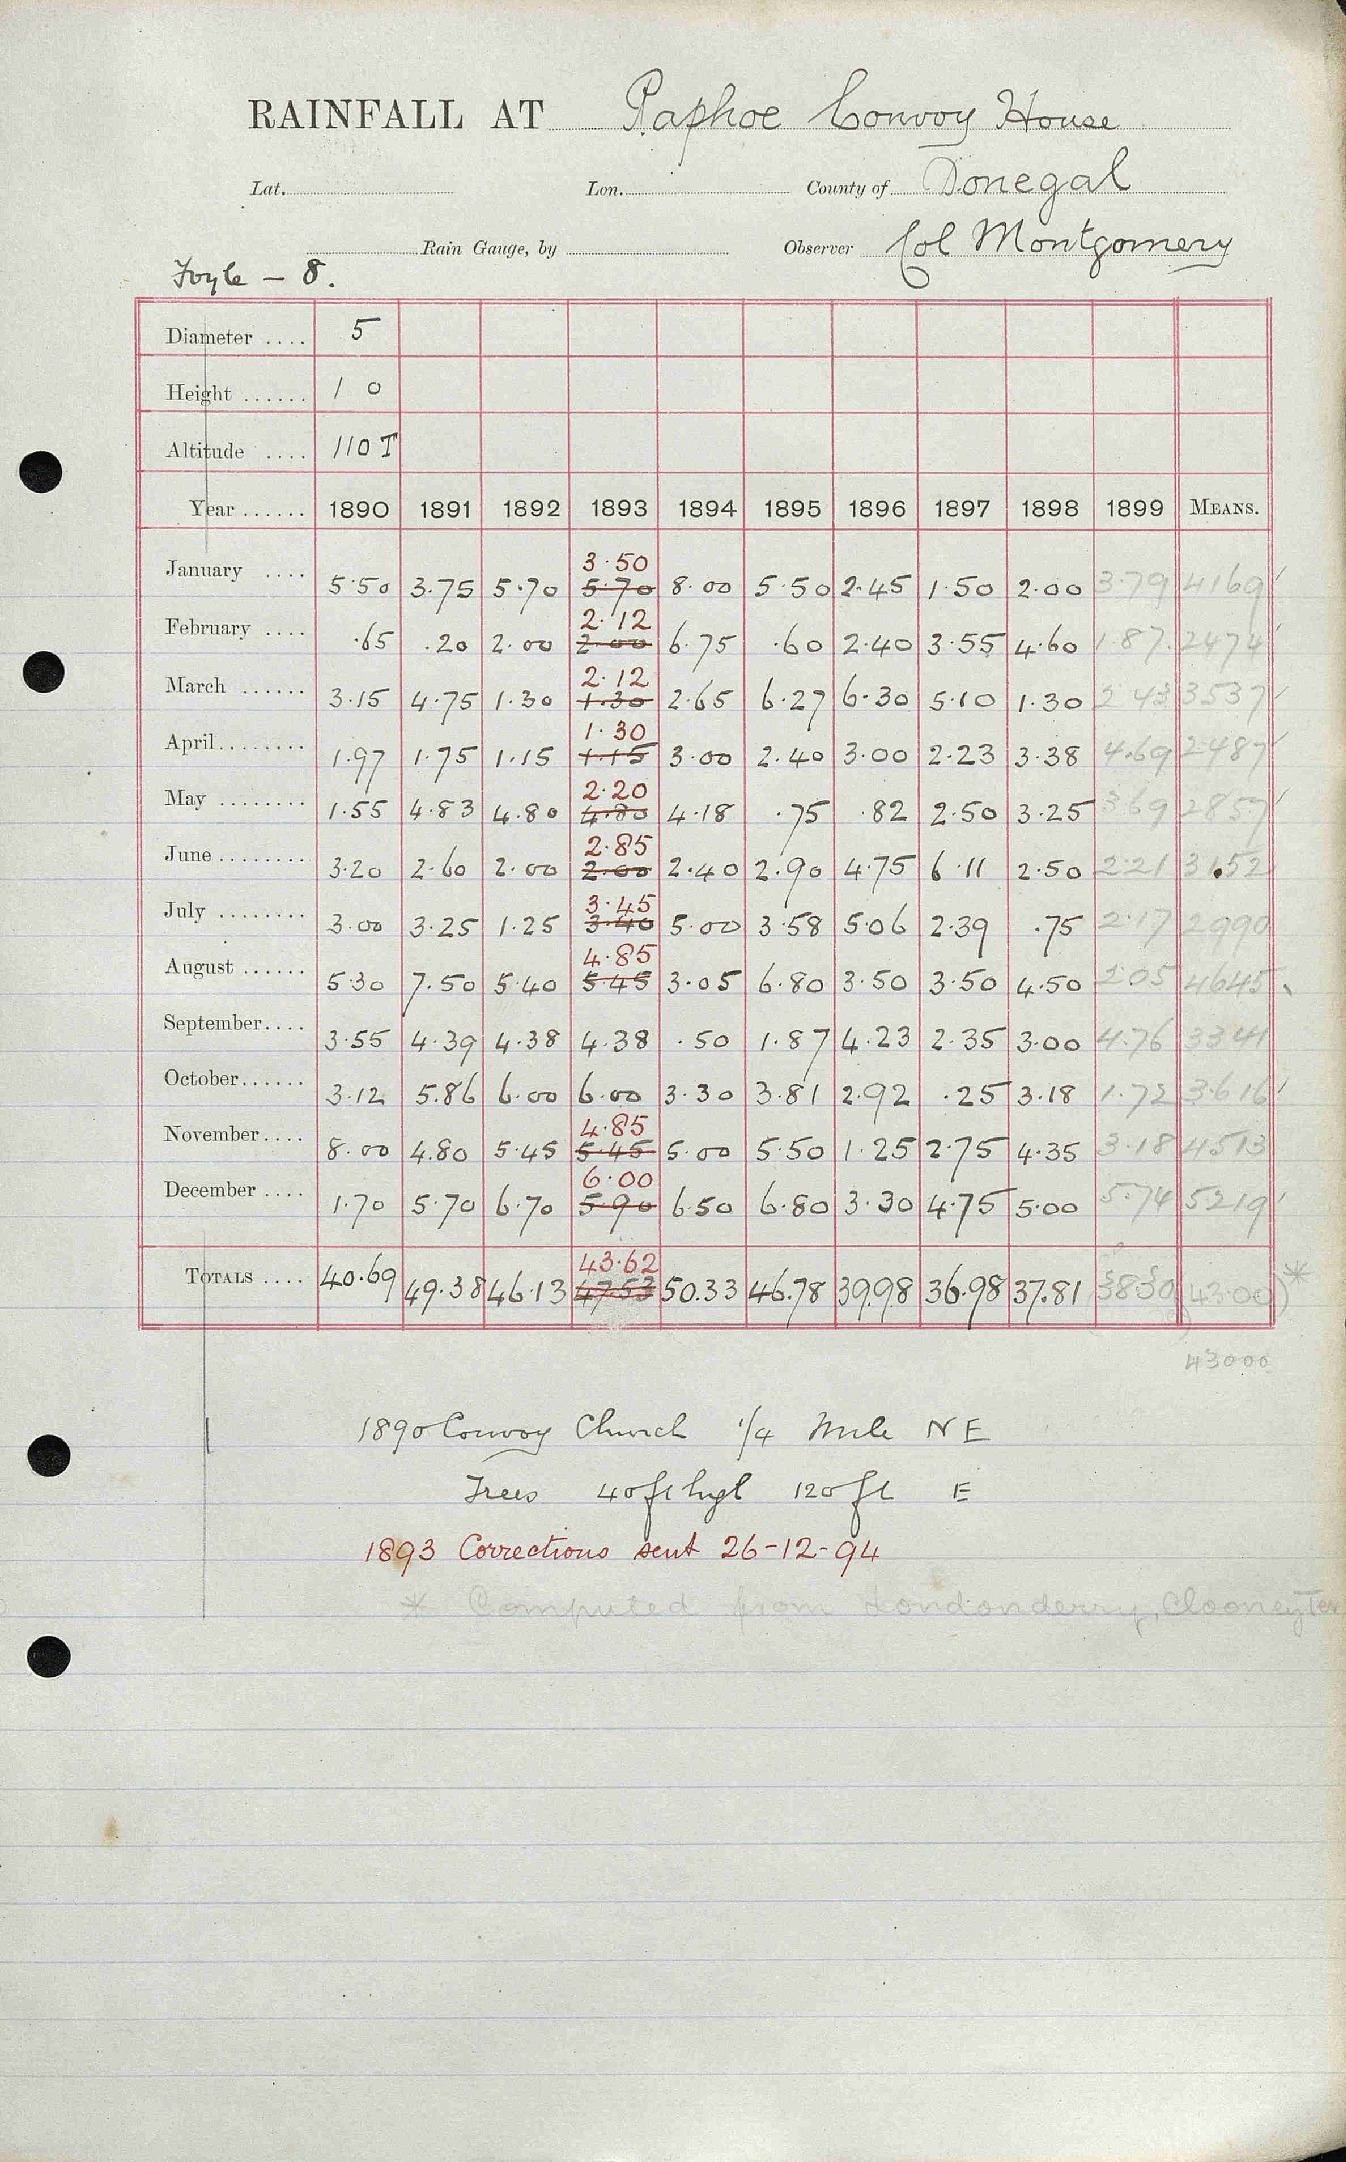 RAINFALL AT Raphoe Convoy House
Lat. Lon. County of Donegal
Rain Gauge, by Observer Col Montgomery
Foyle - 8.
Diameter .... 5
Height ...... 1 0
Altitude .... 110 T
Year ...... 1890 1891 1892 1893 1894 1895 1896 1897 1898 1899 MEANS.
3.50
January .... 5.50 3.75 5.70 5.70 8.00 5.50 2.45 1.50 2.00 3.79 4169
2.12
February .... .65 .20 2.00 2.00 6.75 .60 2.40 3.55 4.60 1.87 2474
2.12
March ...... 3.15 4.75 1.30 1.30 2.65 6.27 6.30 5.10 1.30 2.43 3537
1.30
April........ 1.97 1.75 1.15 1.15 3.00 2.40 3.00 2.23 3.38 4.69 2487
2.20
May ........ 1.55 4.83 4.80 4.80 4.18 .75 .82 2.50 3.25 3.69 2857
2.85
June ........ 3.20 2.60 2.00 2.00 2.40 2.90 4.75 6.11 2.50 2.21 3152
3.45
July ........ 3.00 3.25 1.25 3.40 5.00 3.58 5.06 2.39 .75 2.17 2990
4.85
August ...... 5.30 7.50 5.40 5.45 3.05 6.80 3.50 3.50 4.50 2.05 4645
September.... 3.55 4.39 4.38 4.38 .50 1.87 4.23 2.35 3.00 4.76 3341
October...... 3.12 5.86 6.00 6.00 3.30 3.81 2.92 .25 3.18 1.72 3616
4.85
November.... 8.00 4.80 5.45 5.45 5.00 5.50 1.25 2.75 4.35 3.18 4513
6.00
December .... 1.70 5.70 6.70 5.90 6.50 6.80 3.30 4.75 5.00 5.74 5219
43.62
TOTALS .... 40.69 49.38 46.13 47.53 50.33 46.78 39.98 36.98 37.81 3830 43.00) *
43000
1890 Convoy Church 1/4 Mile NE
Trees 40 ft high 120 ft E
1893 Corrections sent 26-12-94
* Computed from Londonderry, Clooney Ter